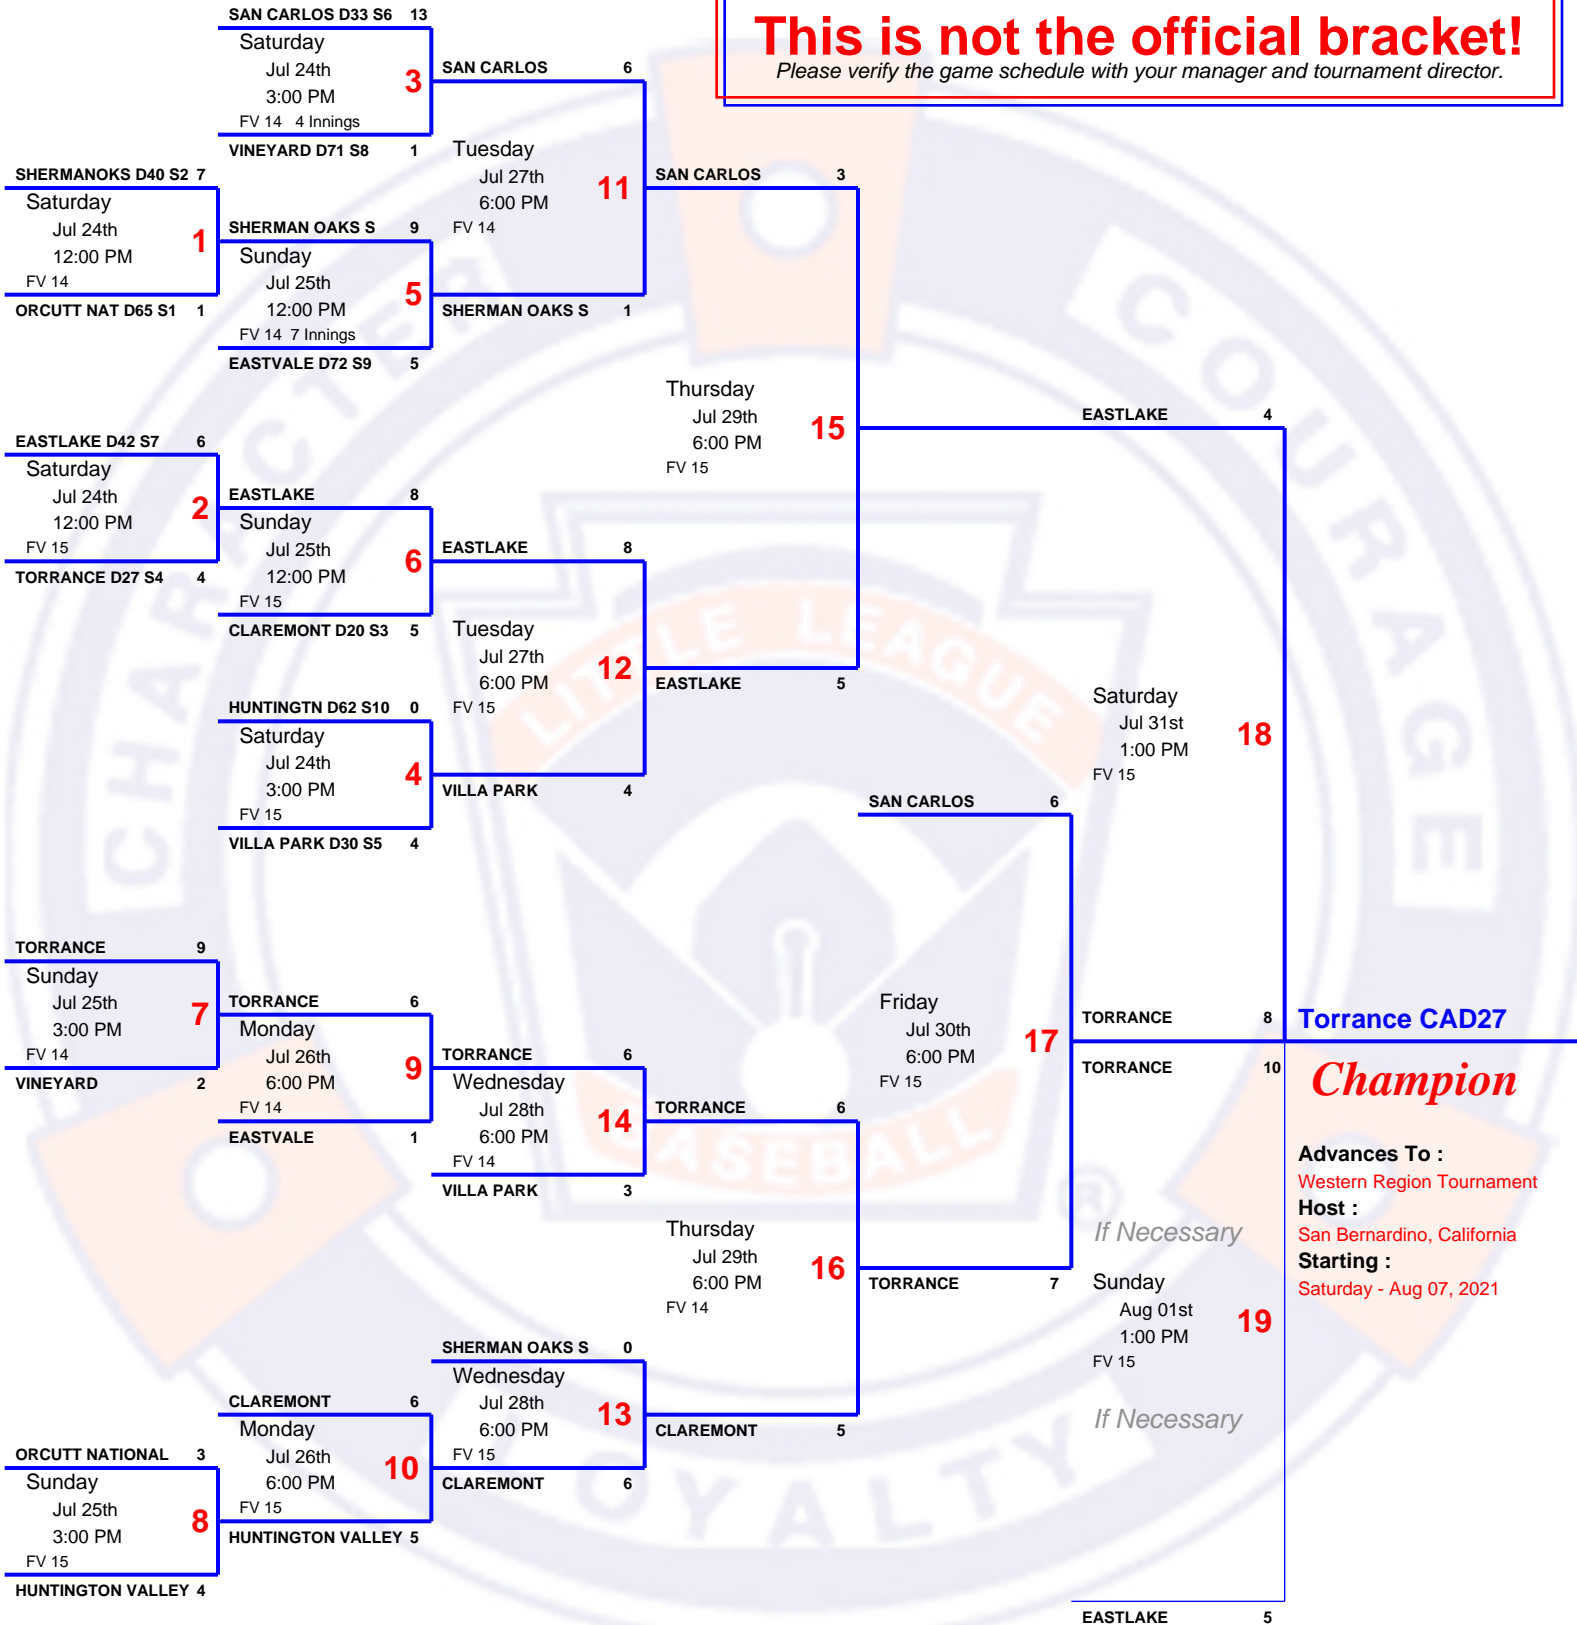 This is not the official bracket!
Please verify the game schedule with your manager and tournament director.
SAN CARLOS D33 S6 13
Saturday
Jul 24th
3:00 PM
3
FV 14 4 Innings
VINEYARD D71 S8 1
SAN CARLOS 6
Tuesday
Jul 27th
6:00 PM
11
FV 14
SHERMAN OAKS S 1
SHERMANOKS D40 S2 7
Saturday
Jul 24th
12:00 PM
1
FV 14
ORCUTT NAT D65 S1 1
SHERMAN OAKS S 9
Sunday
Jul 25th
12:00 PM
5
FV 14 7 Innings
EASTVALE D72 S9 5
SAN CARLOS 3
Thursday
Jul 29th
6:00 PM
15
FV 15
EASTLAKE 5
EASTLAKE D42 S7 6
Saturday
Jul 24th
12:00 PM
2
FV 15
TORRANCE D27 S4 4
EASTLAKE 8
Sunday
Jul 25th
12:00 PM
6
FV 15
CLAREMONT D20 S3 5
EASTLAKE 8
Tuesday
Jul 27th
6:00 PM
12
FV 15
VILLA PARK 4
HUNTINGTN D62 S10 0
Saturday
Jul 24th
3:00 PM
4
FV 15
VILLA PARK D30 S5 4
EASTLAKE 4
Saturday
Jul 31st
1:00 PM
18
FV 15
TORRANCE 8
TORRANCE 9
Sunday
Jul 25th
3:00 PM
7
FV 14
VINEYARD 2
TORRANCE 6
Monday
Jul 26th
6:00 PM
9
FV 14
EASTVALE 1
TORRANCE 6
Wednesday
Jul 28th
6:00 PM
14
FV 14
VILLA PARK 3
TORRANCE 6
Thursday
Jul 29th
6:00 PM
16
FV 14
CLAREMONT 5
SAN CARLOS 6
Friday
Jul 30th
6:00 PM
17
FV 15
TORRANCE 7
SHERMAN OAKS S 0
Wednesday
Jul 28th
6:00 PM
13
FV 15
CLAREMONT 6
CLAREMONT 6
Monday
Jul 26th
6:00 PM
10
FV 15
HUNTINGTON VALLEY 5
ORCUTT NATIONAL 3
Sunday
Jul 25th
3:00 PM
8
FV 15
HUNTINGTON VALLEY 4
TORRANCE 10
If Necessary
Sunday
Aug 01st
1:00 PM
19
FV 15
If Necessary
EASTLAKE 5
Torrance CAD27
Champion
Advances To :
Western Region Tournament
Host :
San Bernardino, California
Starting :
Saturday - Aug 07, 2021
CHARACTER
COURAGE
LOYALTY
LITTLE LEAGUE
BASEBALL
®